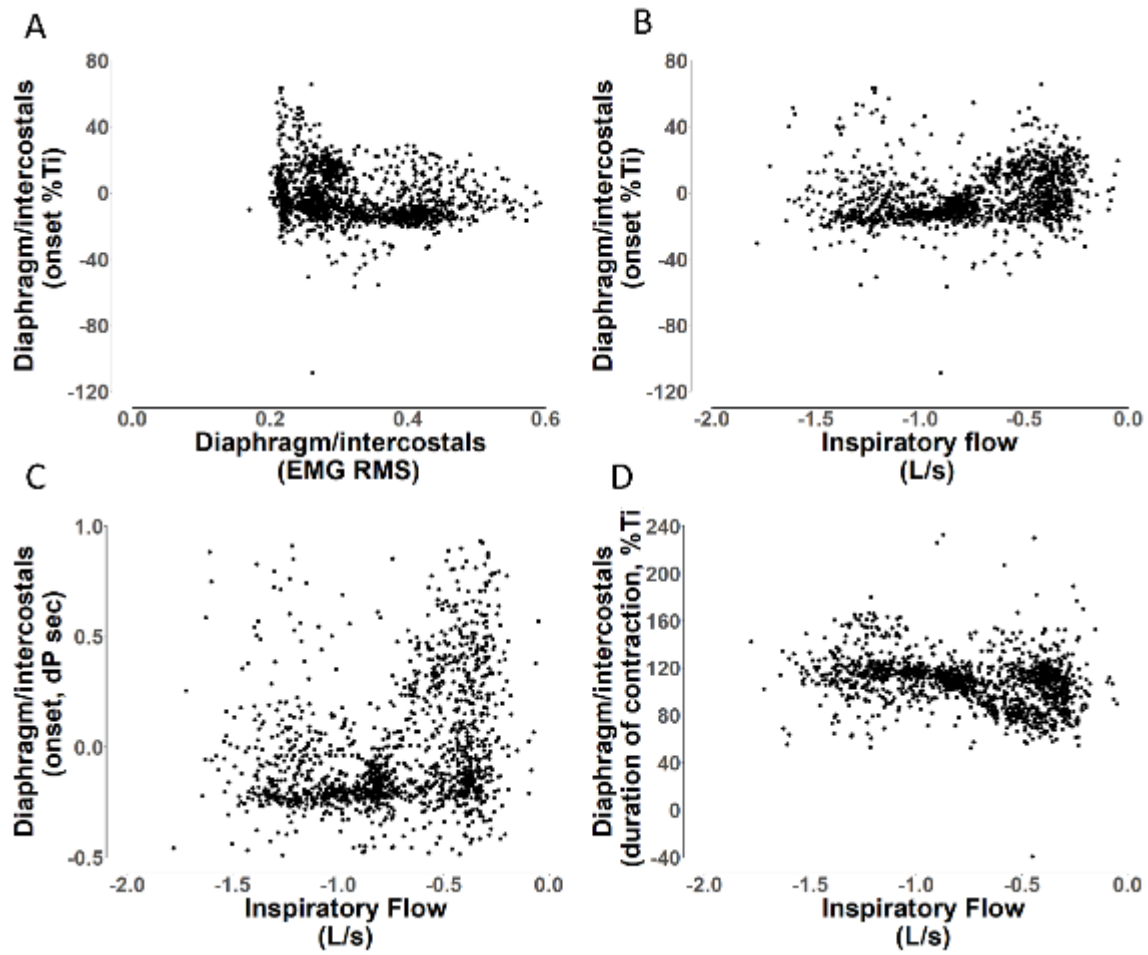 A
Diaphragm/intercostals
(onset %Ti)
80
40
0
-40
-80
-120
0.0 0.2 0.4 0.6
Diaphragm/intercostals
(EMG RMS)
B
Diaphragm/intercostals
(onset %Ti)
80
40
0
-40
-80
-120
-2.0 -1.5 -1.0 -0.5 0.0
Inspiratory flow
(L/s)
C
Diaphragm/intercostals
(onset, dP sec)
1.0
0.5
0.0
-0.5
-2.0 -1.5 -1.0 -0.5 0.0
Inspiratory Flow
(L/s)
D
Diaphragm/intercostals
(duration of contraction, %Ti
240
200
160
120
80
40
0
-40
-2.0 -1.5 -1.0 -0.5 0.0
Inspiratory Flow
(L/s)